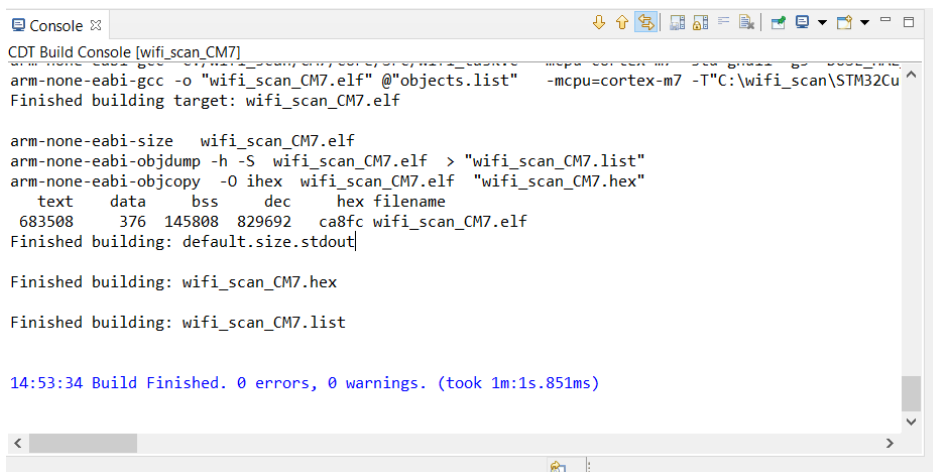 Console
CDT Build Console [wifi_scan_CM7]
arm-none-eabi-gcc -o "wifi_scan_CM7.elf" @"objects.list"   -mcpu=cortex-m7 -T"C:\wifi_scan\STM32Cu
Finished building target: wifi_scan_CM7.elf
arm-none-eabi-size   wifi_scan_CM7.elf
arm-none-eabi-objdump -h -S  wifi_scan_CM7.elf  > "wifi_scan_CM7.list"
arm-none-eabi-objcopy  -O ihex  wifi_scan_CM7.elf  "wifi_scan_CM7.hex"
   text    data     bss     dec     hex filename
 683508     376  145808  829692   ca8fc wifi_scan_CM7.elf
Finished building: default.size.stdout
Finished building: wifi_scan_CM7.hex
Finished building: wifi_scan_CM7.list
14:53:34 Build Finished. 0 errors, 0 warnings. (took 1m:1s.851ms)